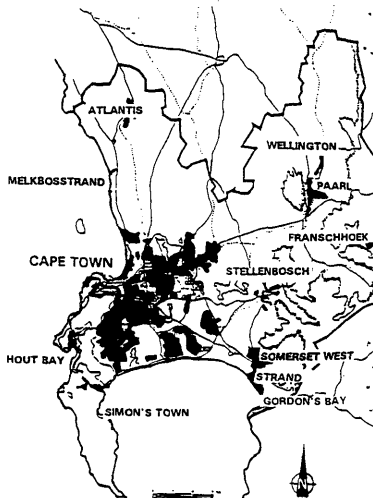 ATLANTIS
WELLINGTON
MELKBOSSTRAND
PAARL
FRANSCHHOEK
CAPE TOWN
STELLENBOSCH
HOUT BAY
SOMERSET WEST
STRAND
GORDON'S BAY
SIMON'S TOWN
N